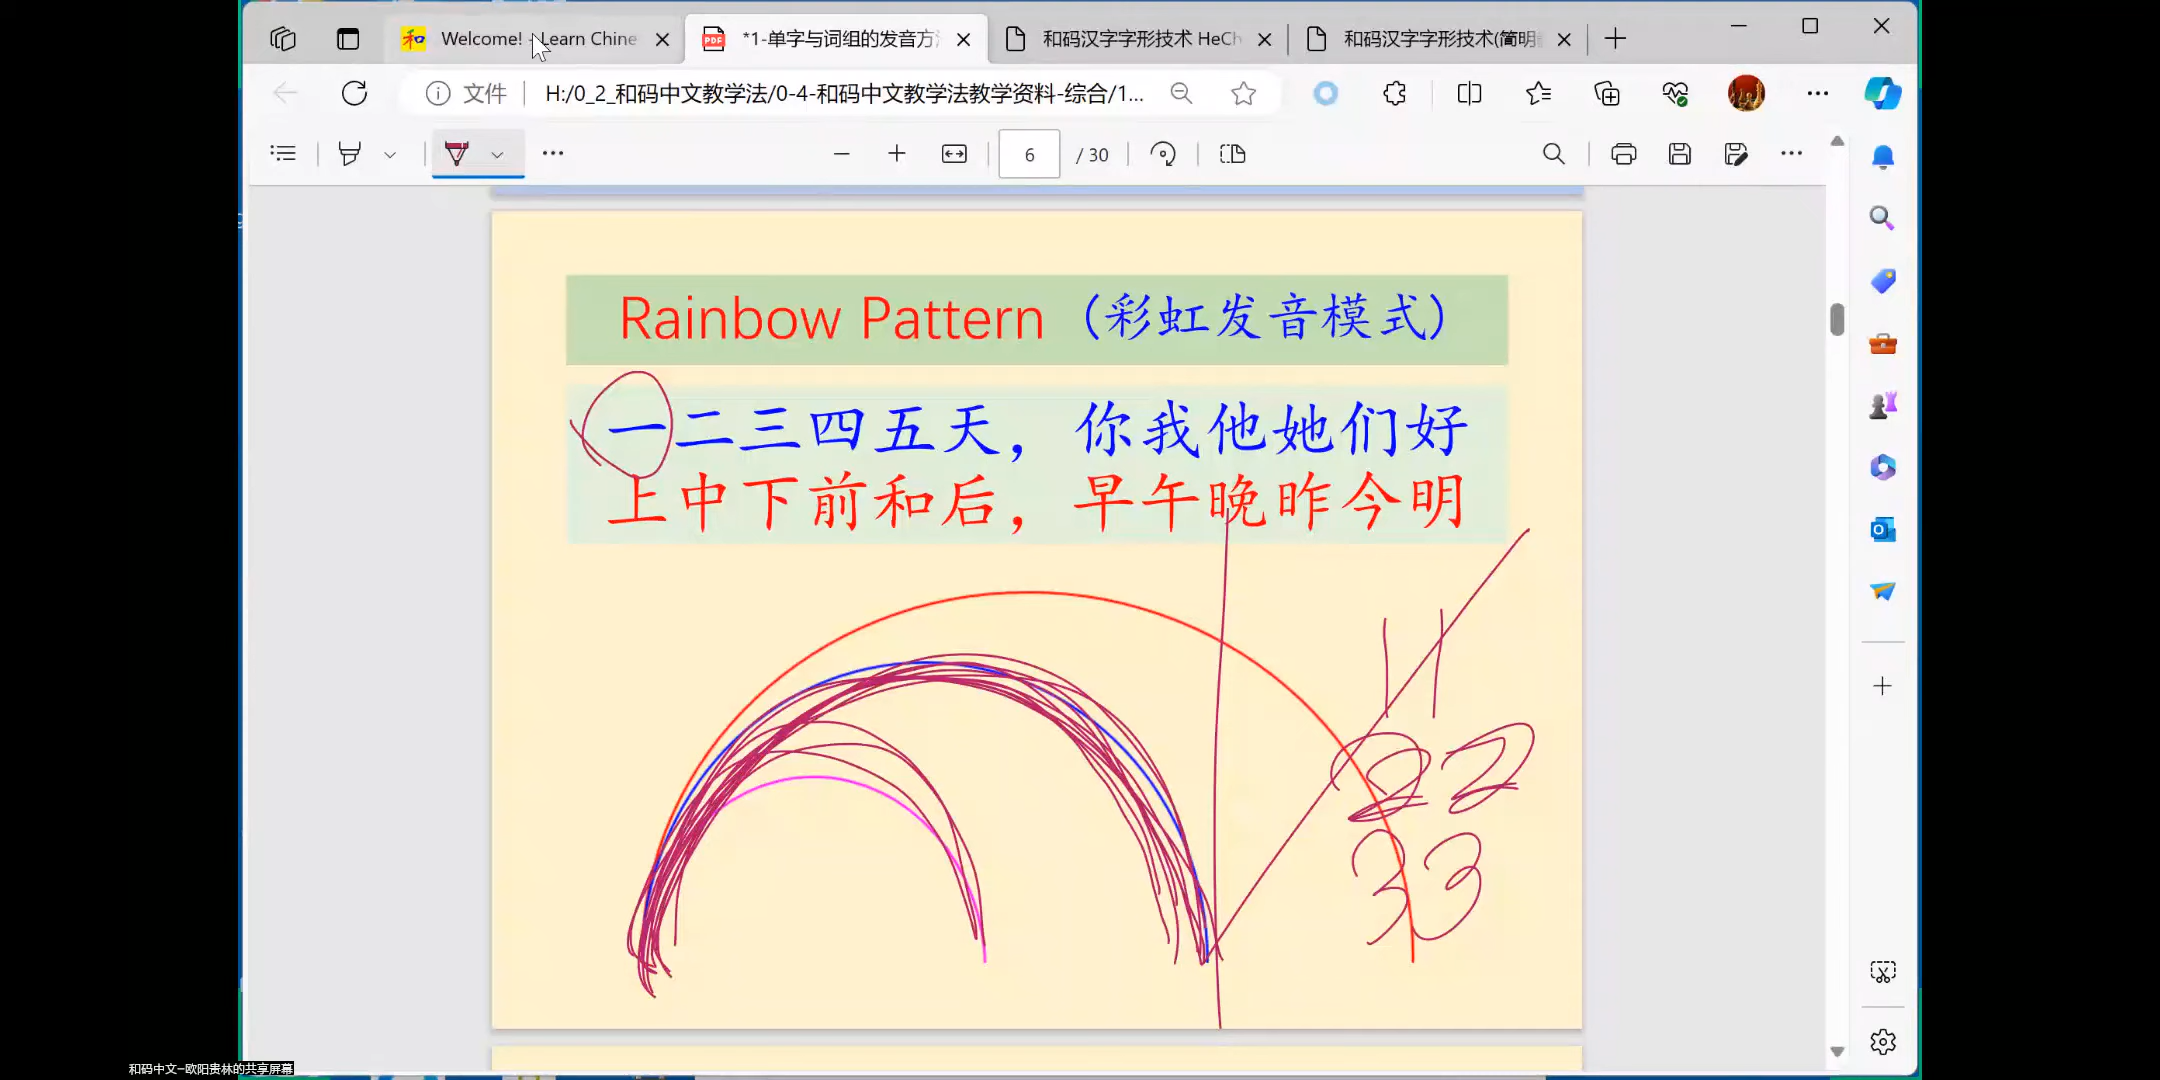 Welcome! - Learn Chine
*1-单字与词组的发音方
和码汉字字形技术 HeCh
和码汉字字形技术(简明
文件
H:/0_2_和码中文教学法/0-4-和码中文教学法教学资料-综合/1...
6 / 30
Rainbow Pattern（彩虹发音模式）
一二三四五天，你我他她们好
上中下前和后，早午晚昨今明
11
22
33
和码中文-欧阳贵林的共享屏幕